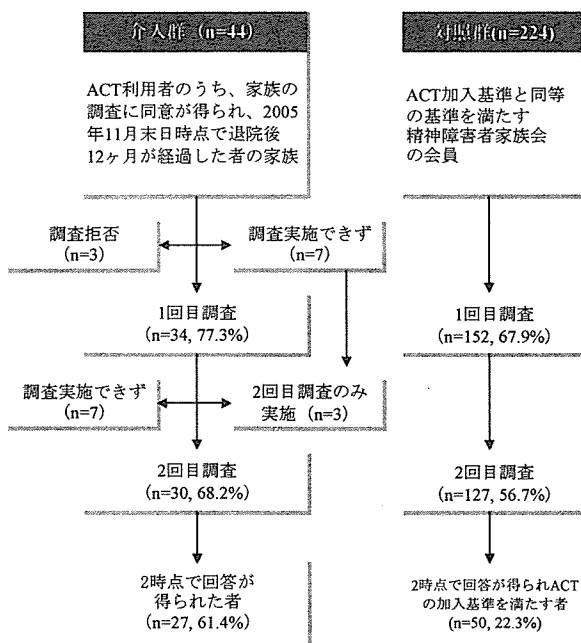 介入群 (n=44)
ACT利用者のうち、家族の
調査に同意が得られ、2005
年11月末日時点で退院後
12ヶ月が経過した者の家族
調査拒否
(n=3)
調査実施できず
(n=7)
1回目調査
(n=34, 77.3%)
調査実施できず
(n=7)
2回目調査のみ
実施 (n=3)
2回目調査
(n=30, 68.2%)
2時点で回答が
得られた者
(n=27, 61.4%)
対照群(n=224)
ACT加入基準と同等
の基準を満たす
精神障害者家族会
の会員
1回目調査
(n=152, 67.9%)
2回目調査
(n=127, 56.7%)
2時点で回答が得られACT
の加入基準を満たす者
(n=50, 22.3%)